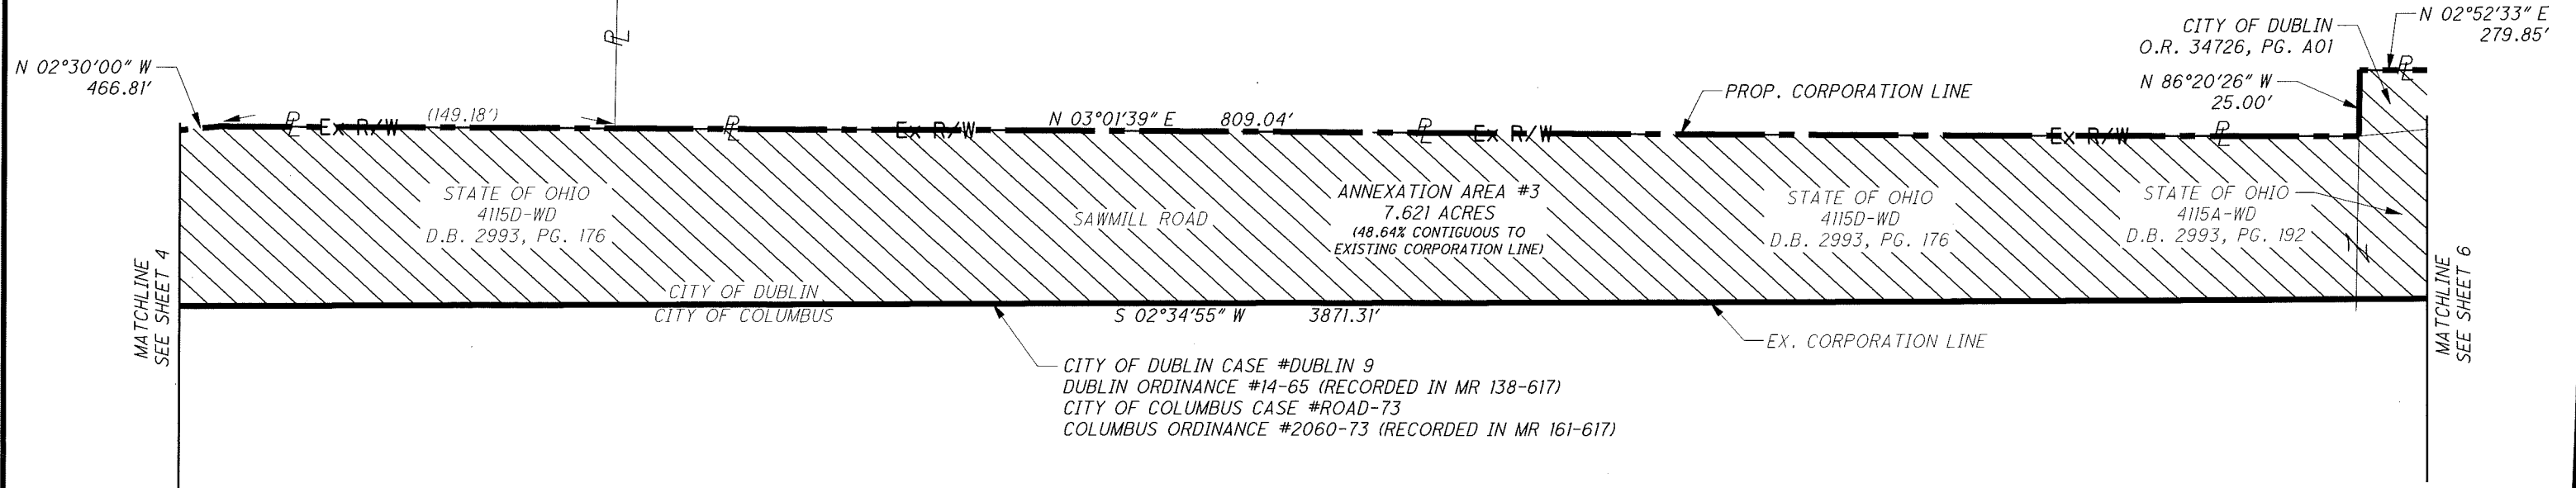 N 02°30'00" W
466.81'
PL
(149.18')
PL
Ex R/W
PL
Ex R/W
N 03°01'39" E 809.04'
PL
Ex R/W
PROP. CORPORATION LINE
Ex R/W
PL
CITY OF DUBLIN
O.R. 34726, PG. A01
N 86°20'26" W
25.00'
N 02°52'33" E
279.85'
PL
STATE OF OHIO
4115D-WD
D.B. 2993, PG. 176
SAWMILL ROAD
ANNEXATION AREA #3
7.621 ACRES
(48.64% CONTIGUOUS TO
EXISTING CORPORATION LINE)
STATE OF OHIO
4115D-WD
D.B. 2993, PG. 176
STATE OF OHIO
4115A-WD
D.B. 2993, PG. 192
MATCHLINE
SEE SHEET 4
CITY OF DUBLIN
CITY OF COLUMBUS
S 02°34'55" W 3871.31'
EX. CORPORATION LINE
MATCHLINE
SEE SHEET 6
CITY OF DUBLIN CASE #DUBLIN 9
DUBLIN ORDINANCE #14-65 (RECORDED IN MR 138-617)
CITY OF COLUMBUS CASE #ROAD-73
COLUMBUS ORDINANCE #2060-73 (RECORDED IN MR 161-617)